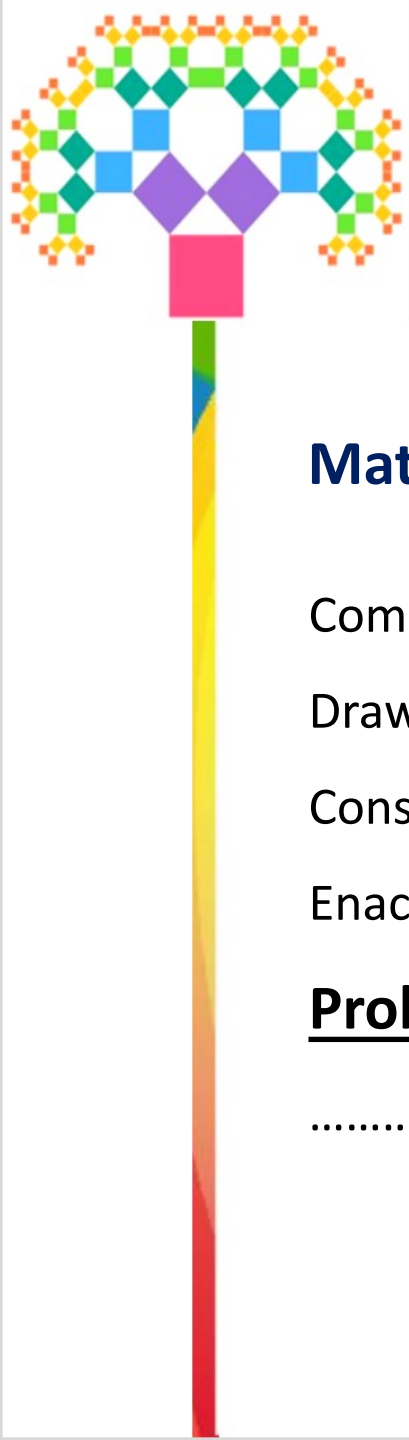 Mat
Com
Draw
Cons
Enac
Prol
........